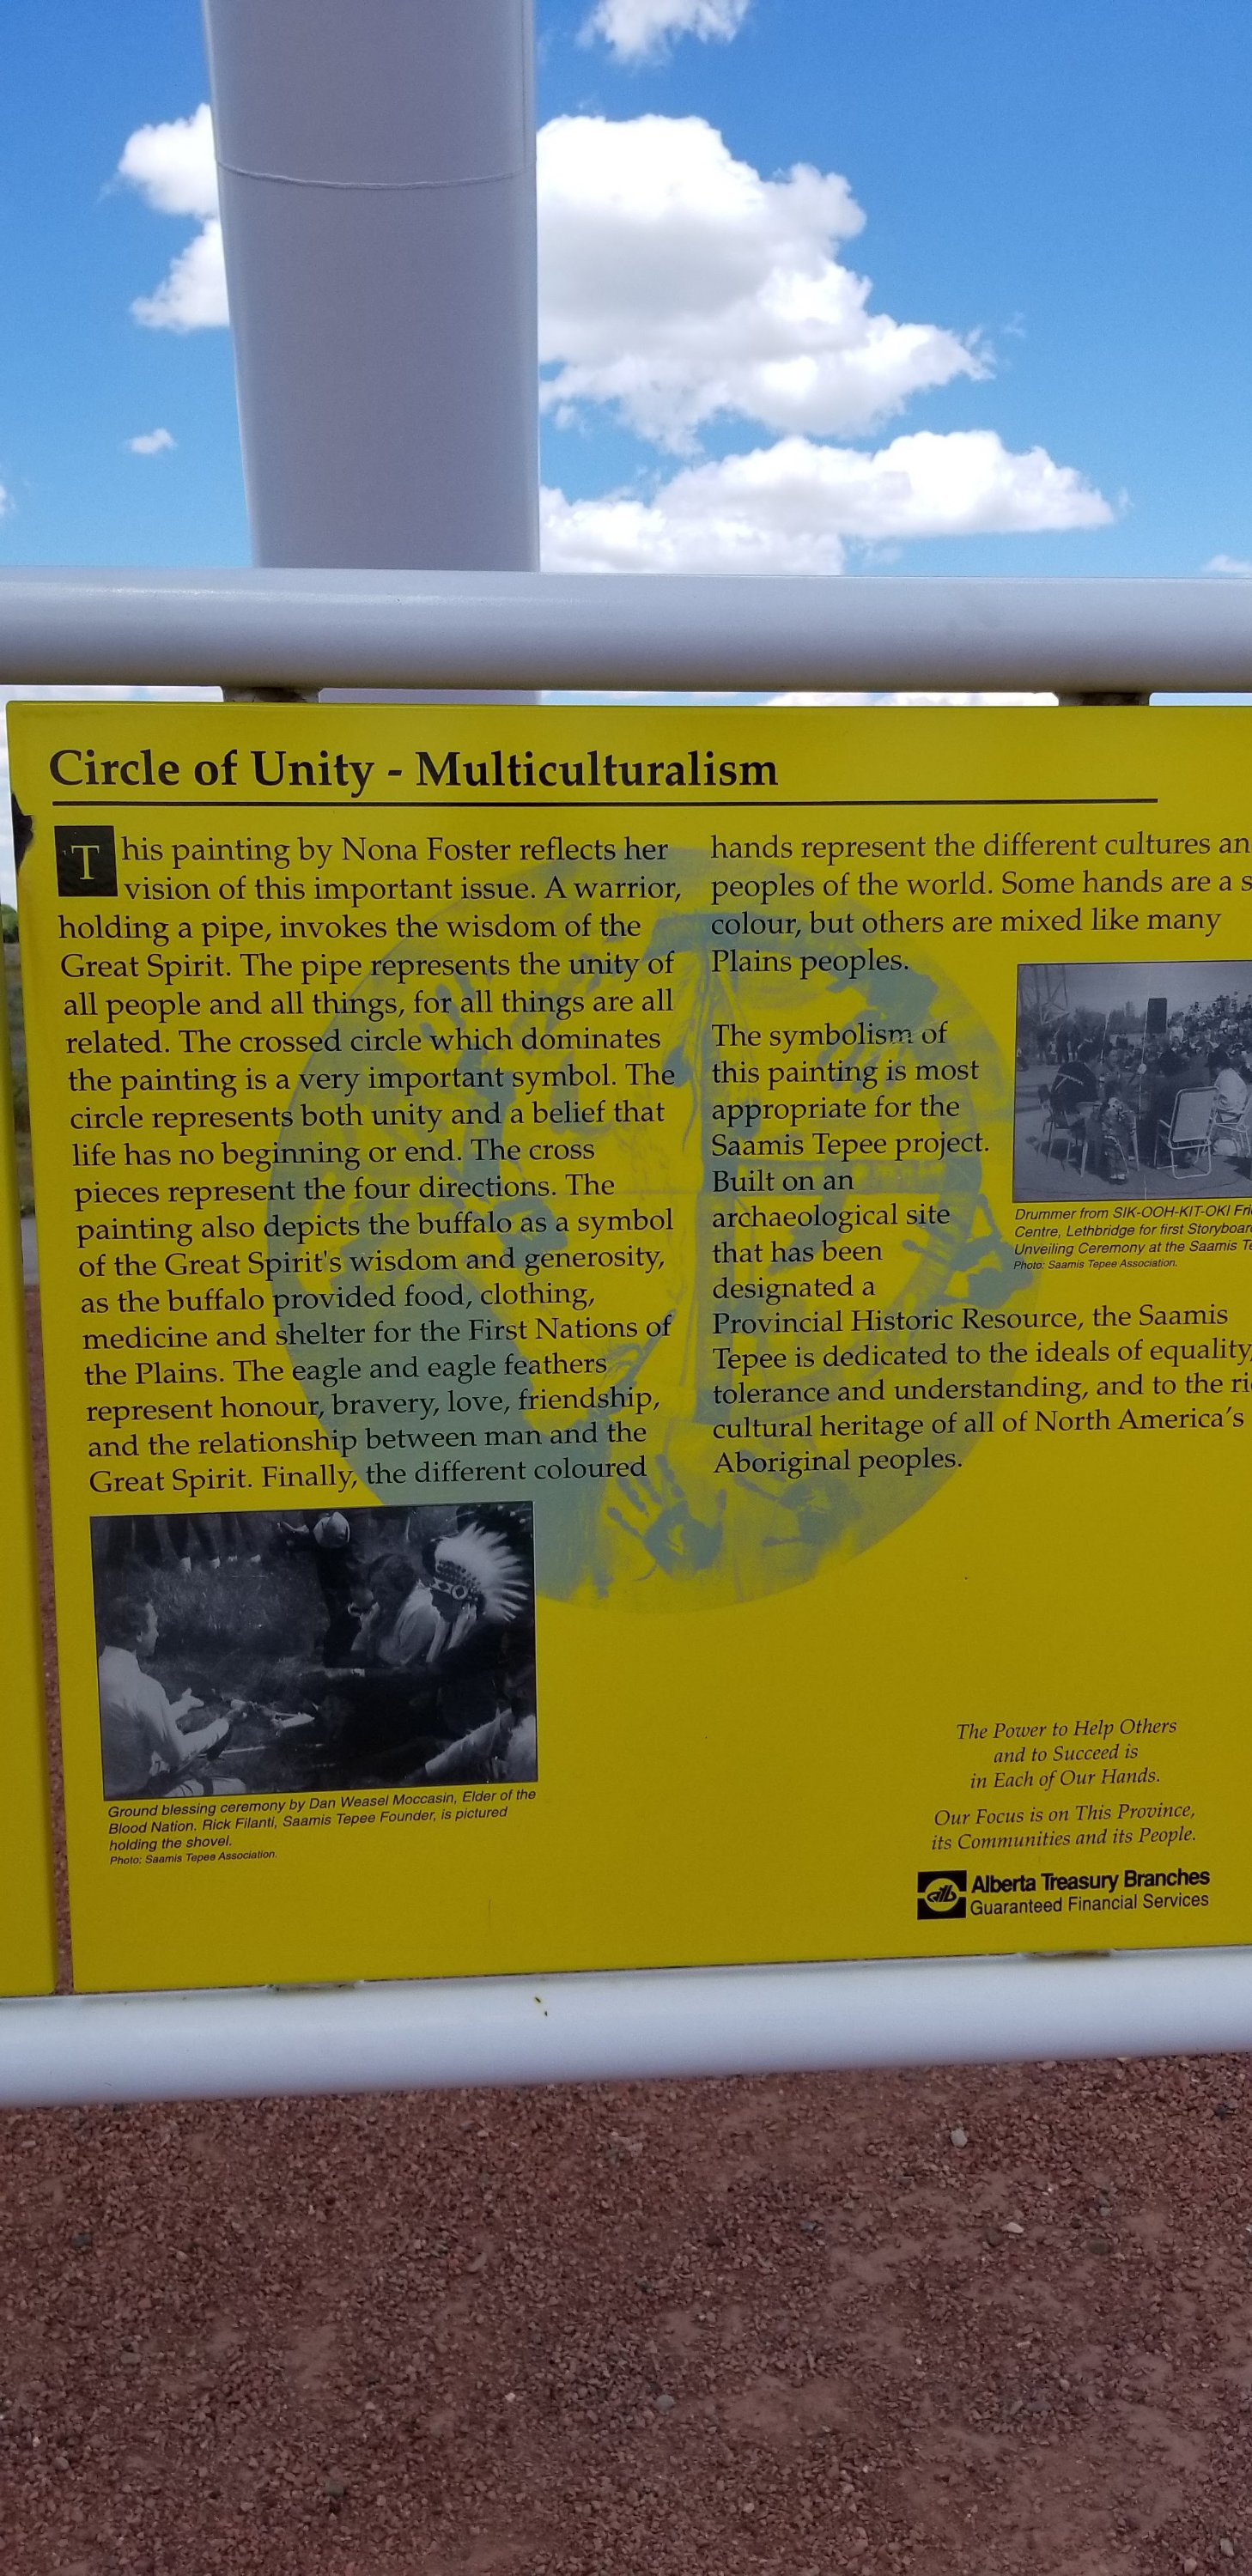 Circle of Unity - Multiculturalism
This painting by Nona Foster reflects her
vision of this important issue. A warrior,
holding a pipe, invokes the wisdom of the
Great Spirit. The pipe represents the unity of
all people and all things, for all things are all
related. The crossed circle which dominates
the painting is a very important symbol. The
circle represents both unity and a belief that
life has no beginning or end. The cross
pieces represent the four directions. The
painting also depicts the buffalo as a symbol
of the Great Spirit's wisdom and generosity,
as the buffalo provided food, clothing,
medicine and shelter for the First Nations of
the Plains. The eagle and eagle feathers
represent honour, bravery, love, friendship,
and the relationship between man and the
Great Spirit. Finally, the different coloured
Ground blessing ceremony by Dan Weasel Moccasin, Elder of the
Blood Nation. Rick Filanti, Saamis Tepee Founder, is pictured
holding the shovel.
Photo: Saamis Tepee Association.
hands represent the different cultures
peoples of the world. Some hands are a
colour, but others are mixed like many
Plains peoples.
The symbolism of
this painting is most
appropriate for the
Saamis Tepee project.
Built on an
archaeological site
that has been
designated a
Provincial Historic Resource, the Saamis
Tepee is dedicated to the ideals of equality,
tolerance and understanding, and to the
cultural heritage of all of North America's
Aboriginal peoples.
Drummer from SIK-OOH-KIT-OKI
Centre, Lethbridge for first
Unveiling Ceremony at the Saamis
Photo: Saamis Tepee Association.
The Power to Help Others
and to Succeed is
in Each of Our Hands.
Our Focus is on This Province,
its Communities and its People.
atb
Alberta Treasury Branches
Guaranteed Financial Services